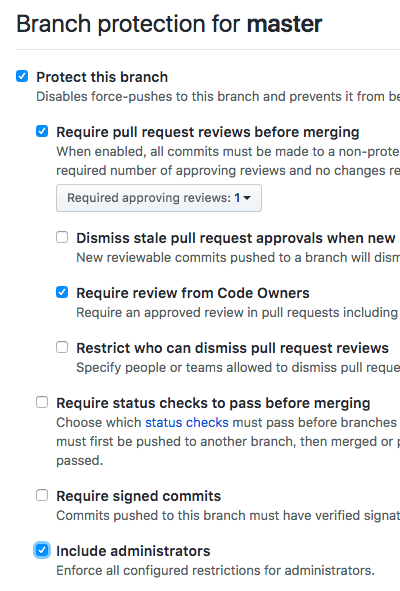 Branch protection for master
Protect this branch
Disables force-pushes to this branch and prevents it from be
Require pull request reviews before merging
When enabled, all commits must be made to a non-prote
required number of approving reviews and no changes re
Required approving reviews: 1
Dismiss stale pull request approvals when new
New reviewable commits pushed to a branch will dism
Require review from Code Owners
Require an approved review in pull requests including
Restrict who can dismiss pull request reviews
Specify people or teams allowed to dismiss pull reque
Require status checks to pass before merging
Choose which status checks must pass before branches
must first be pushed to another branch, then merged or p
passed.
Require signed commits
Commits pushed to this branch must have verified signat
Include administrators
Enforce all configured restrictions for administrators.